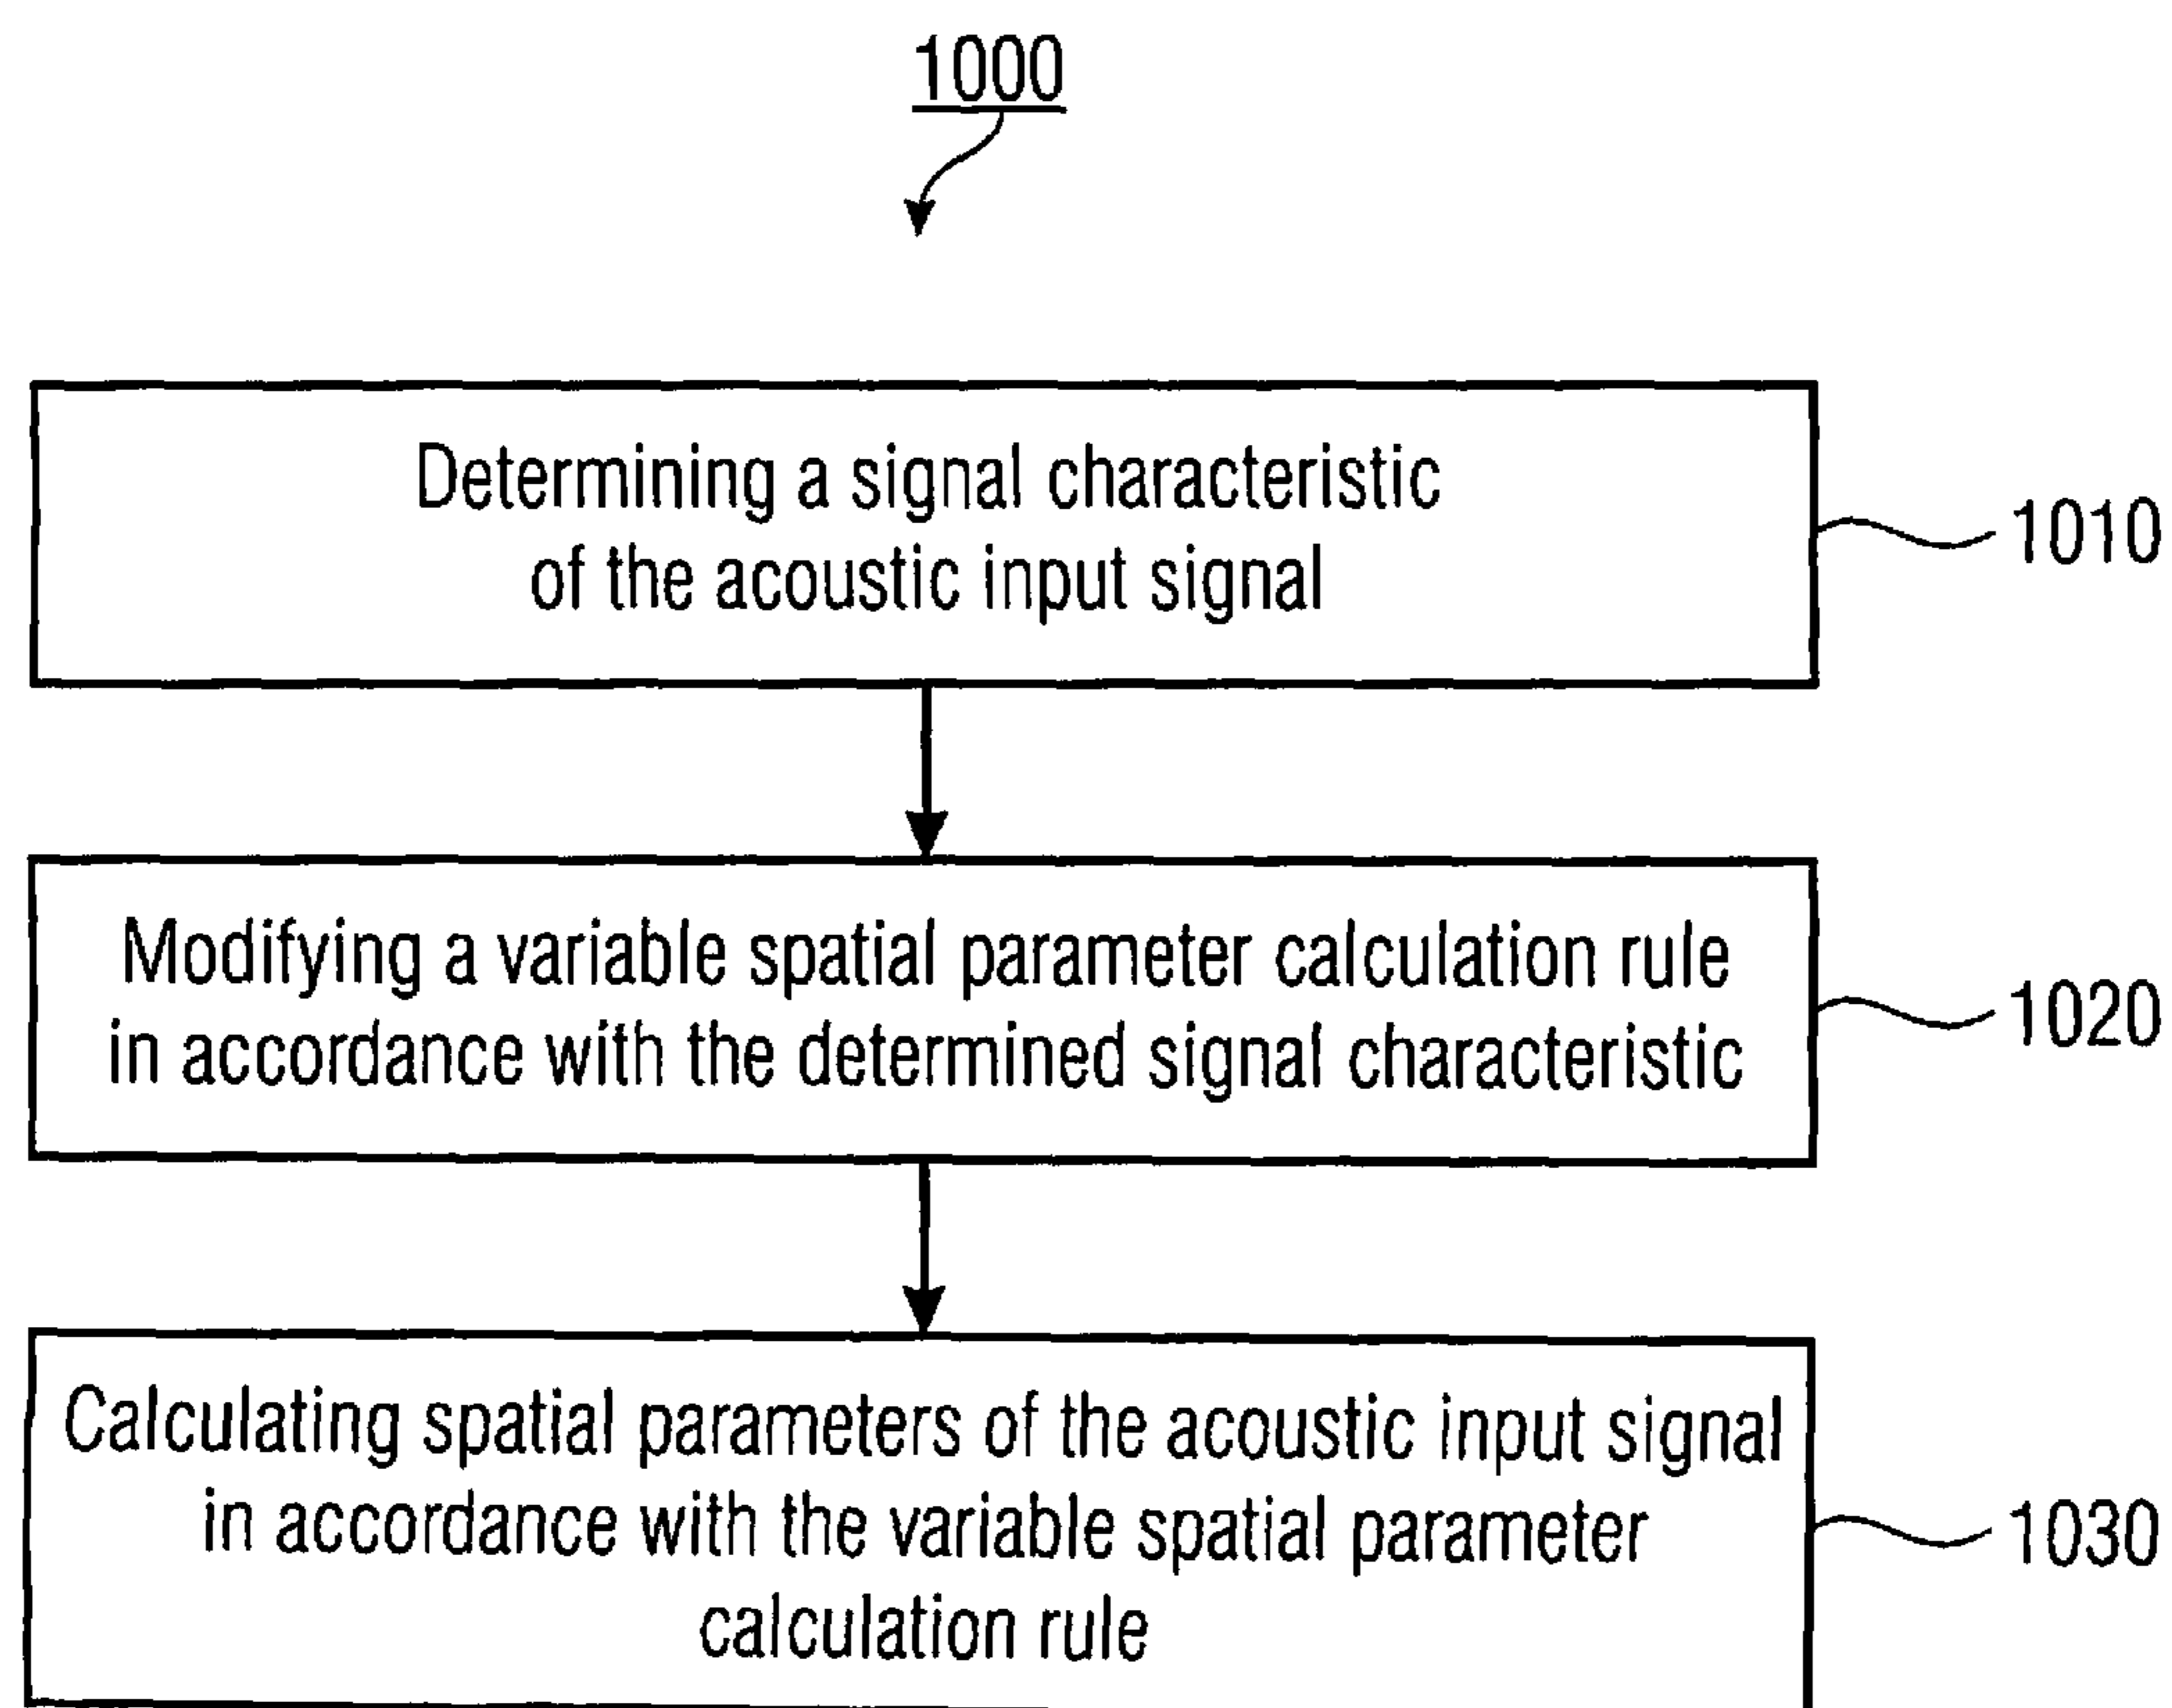 1000
Determining a signal characteristic
of the acoustic input signal
1010
Modifying a variable spatial parameter calculation rule
in accordance with the determined signal characteristic
1020
Calculating spatial parameters of the acoustic input signal
in accordance with the variable spatial parameter
calculation rule
1030